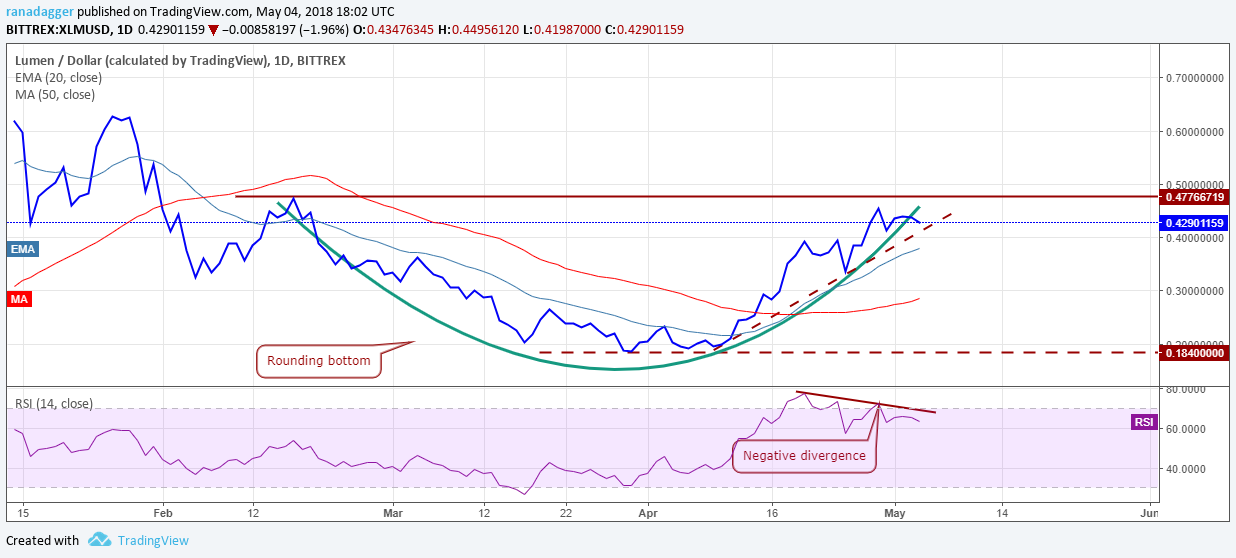 ranadagger published on TradingView.com, May 04, 2018 18:02 UTC
BITTREX:XLMUSD, 1D 0.42901159 ▼ −0.00858197 (−1.96%) O:0.43476345 H:0.44956120 L:0.41987000 C:0.42901159
Lumen / Dollar (calculated by TradingView), 1D, BITTREX
EMA (20, close)
MA (50, close)
0.70000000
0.60000000
0.50000000
0.47766719
0.42901159
0.40000000
0.30000000
0.20000000
0.18400000
EMA
MA
Rounding bottom
RSI (14, close)
80.0000
RSI
60.0000
40.0000
Negative divergence
15 Feb 12 Mar 12 22 Apr 16 May 14 Jun
Created with TradingView